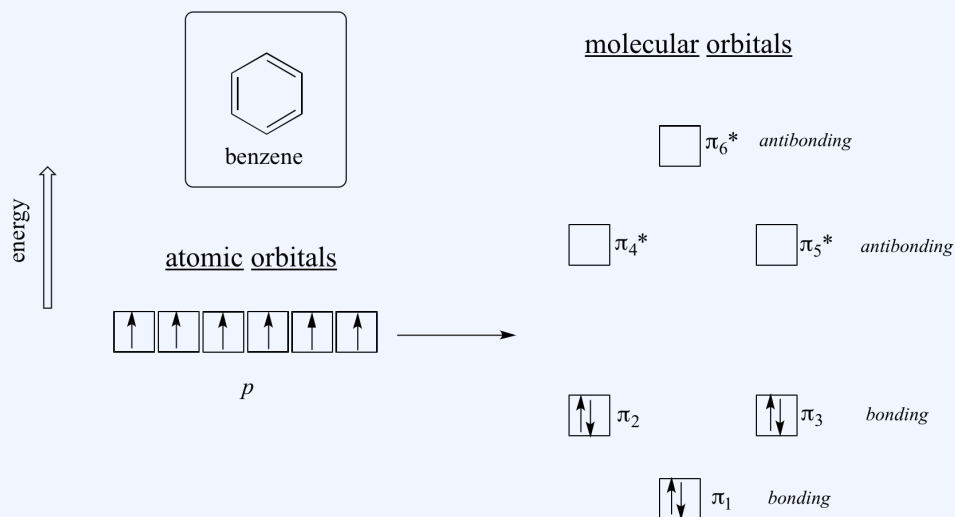 molecular orbitals
benzene
π6* antibonding
energy
π4*
π5* antibonding
atomic orbitals
p
π2
π3 bonding
π1 bonding